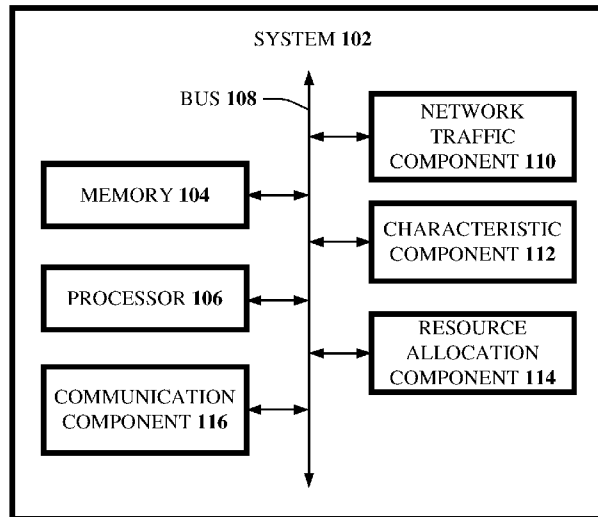 SYSTEM 102
BUS 108
NETWORK
TRAFFIC
COMPONENT 110
MEMORY 104
CHARACTERISTIC
COMPONENT 112
PROCESSOR 106
RESOURCE
ALLOCATION
COMPONENT 114
COMMUNICATION
COMPONENT 116